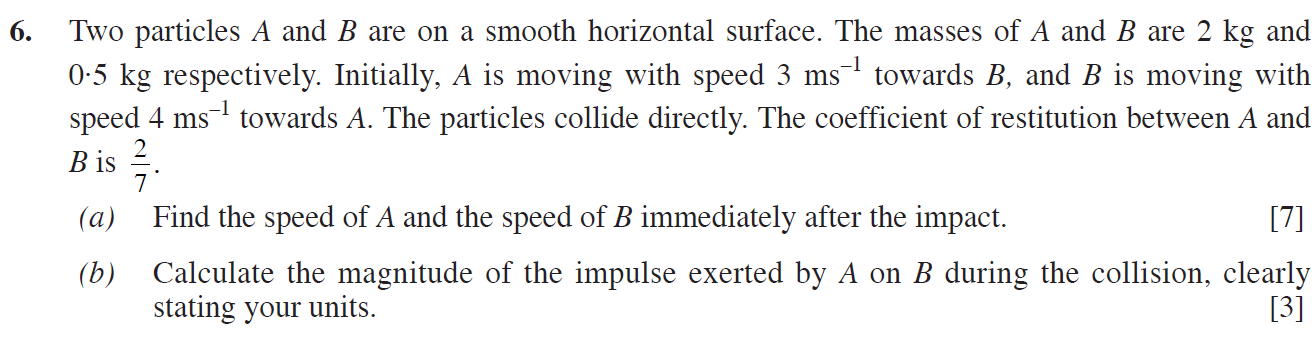 6. Two particles A and B are on a smooth horizontal surface. The masses of A and B are 2 kg and
0·5 kg respectively. Initially, A is moving with speed 3 ms⁻¹ towards B, and B is moving with
speed 4 ms⁻¹ towards A. The particles collide directly. The coefficient of restitution between A and
B is 2/7.
(a) Find the speed of A and the speed of B immediately after the impact. [7]
(b) Calculate the magnitude of the impulse exerted by A on B during the collision, clearly
stating your units. [3]